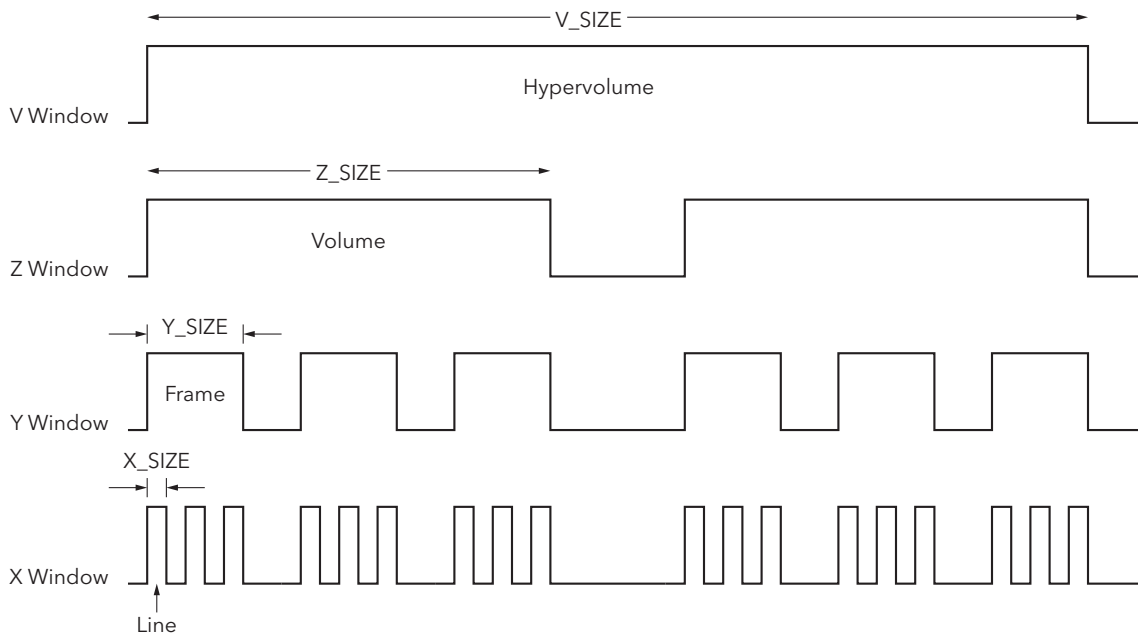 V_SIZE
Hypervolume
V Window
Z_SIZE
Volume
Z Window
Y_SIZE
Frame
Y Window
X_SIZE
X Window
Line